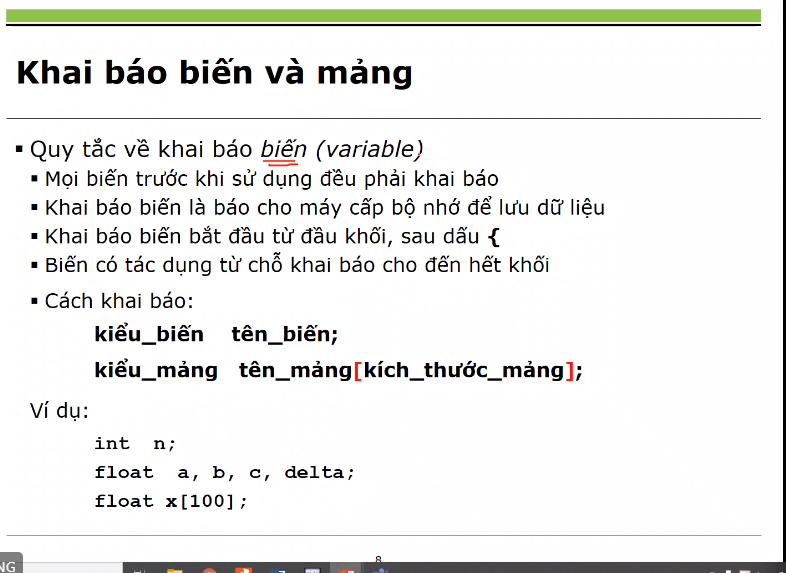 Khai báo biến và mảng
▪ Quy tắc về khai báo biến (variable)
▪ Mọi biến trước khi sử dụng đều phải khai báo
▪ Khai báo biến là báo cho máy cấp bộ nhớ để lưu dữ liệu
▪ Khai báo biến bắt đầu từ đầu khối, sau dấu {
▪ Biến có tác dụng từ chỗ khai báo cho đến hết khối
▪ Cách khai báo:
kiểu_biến tên_biến;
kiểu_mảng tên_mảng[kích_thước_mảng];
Ví dụ:
int n;
float a, b, c, delta;
float x[100];
8
NG